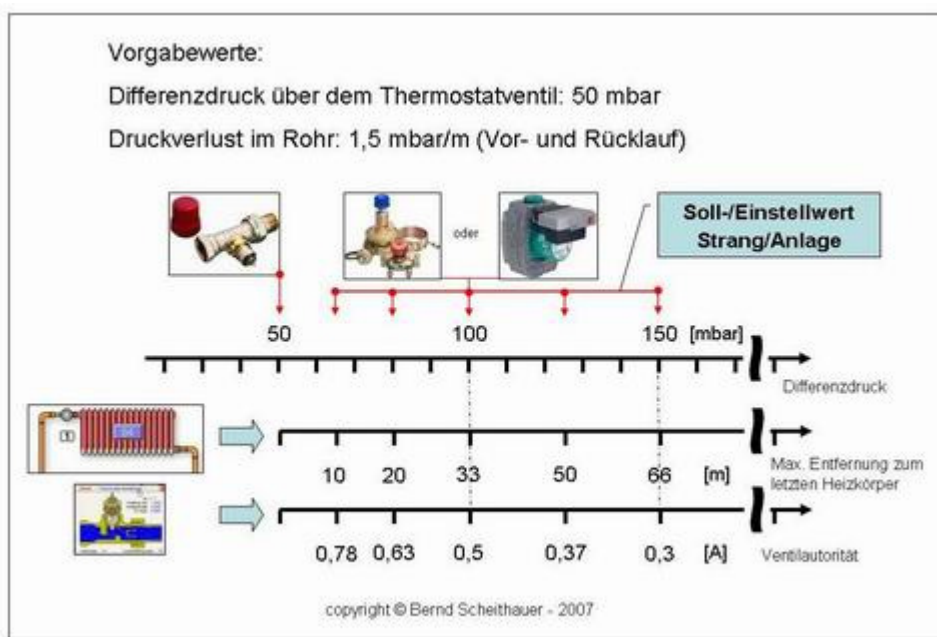 Vorgabewerte:
Differenzdruck über dem Thermostatventil: 50 mbar
Druckverlust im Rohr: 1,5 mbar/m (Vor- und Rücklauf)
oder
Soll-/Einstellwert
Strang/Anlage
50 100 150 [mbar]
Differenzdruck
1
10 20 33 50 66 [m]
Max. Entfernung zum
letzten Heizkörper
0,78 0,63 0,5 0,37 0,3 [A]
Ventilautorität
copyright © Bernd Scheithauer - 2007